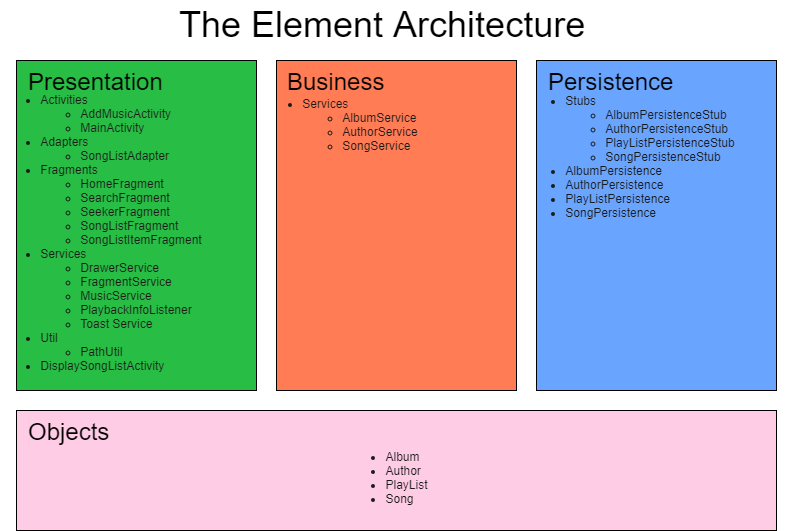 The Element Architecture
Presentation
Activities
AddMusicActivity
MainActivity
Adapters
SongListAdapter
Fragments
HomeFragment
SearchFragment
SeekerFragment
SongListFragment
SongListItemFragment
Services
DrawerService
FragmentService
MusicService
PlaybackInfoListener
Toast Service
Util
PathUtil
DisplaySongListActivity
Business
Services
AlbumService
AuthorService
SongService
Persistence
Stubs
AlbumPersistenceStub
AuthorPersistenceStub
PlayListPersistenceStub
SongPersistenceStub
AlbumPersistence
AuthorPersistence
PlayListPersistence
SongPersistence
Objects
Album
Author
PlayList
Song